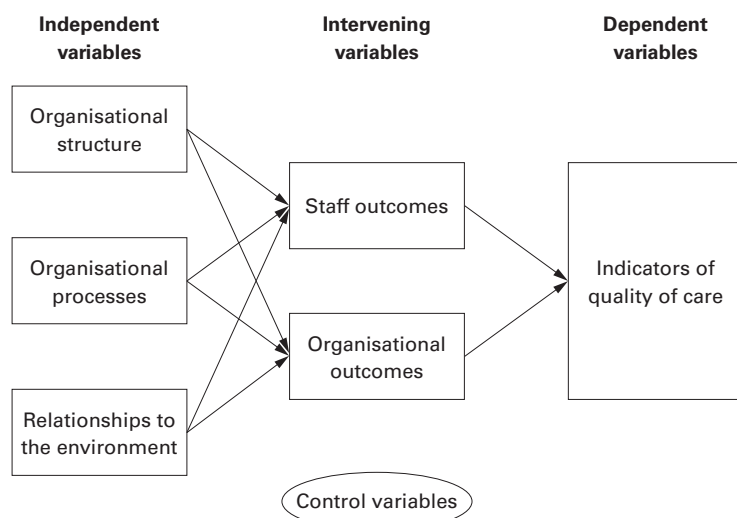 Independent
variables
Intervening
variables
Dependent
variables
Organisational
structure
Organisational
processes
Relationships to
the environment
Staff outcomes
Organisational
outcomes
Indicators of
quality of care
Control variables